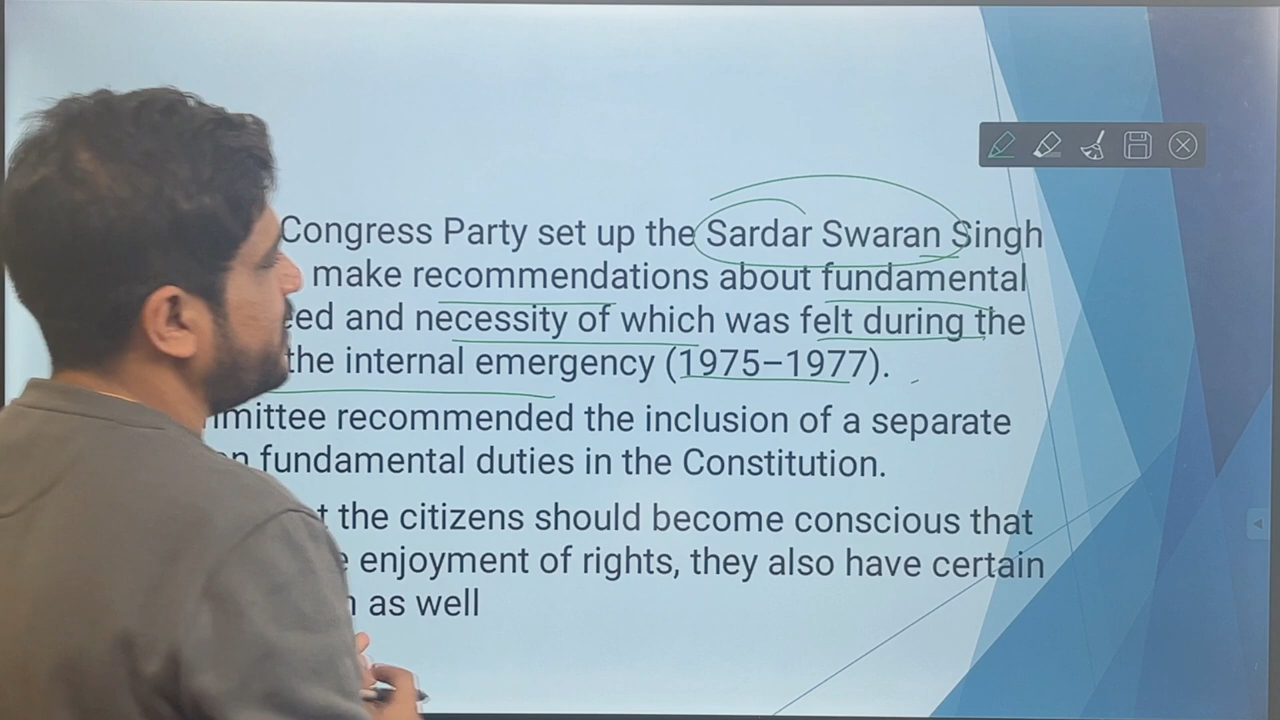 Congress Party set up the Sardar Swaran Singh
make recommendations about fundamental
and necessity of which was felt during the
the internal emergency (1975–1977).
recommended the inclusion of a separate
fundamental duties in the Constitution.
the citizens should become conscious that
enjoyment of rights, they also have certain
as well